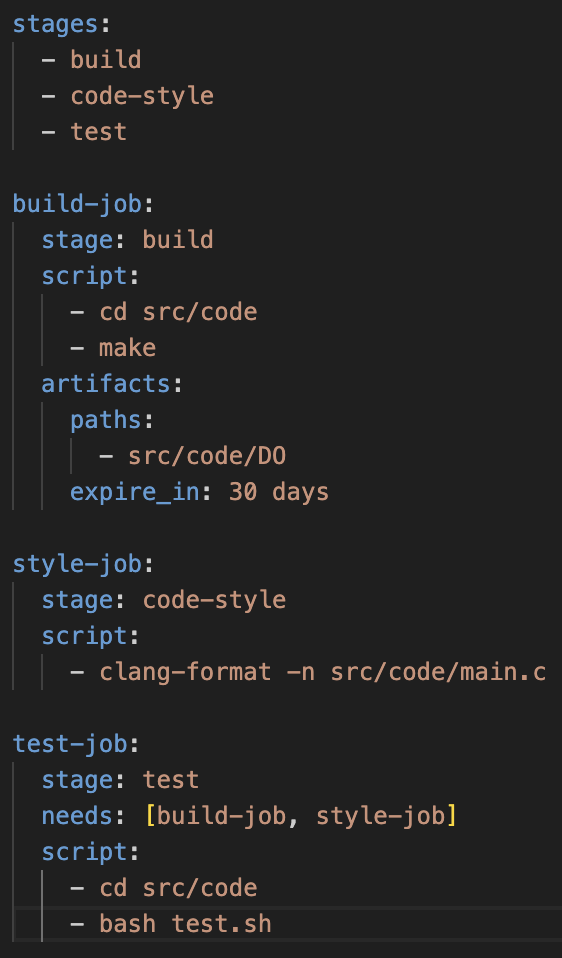 stages:
  - build
  - code-style
  - test

build-job:
  stage: build
  script:
    - cd src/code
    - make
  artifacts:
    paths:
      - src/code/DO
    expire_in: 30 days

style-job:
  stage: code-style
  script:
    - clang-format -n src/code/main.c

test-job:
  stage: test
  needs: [build-job, style-job]
  script:
    - cd src/code
    - bash test.sh